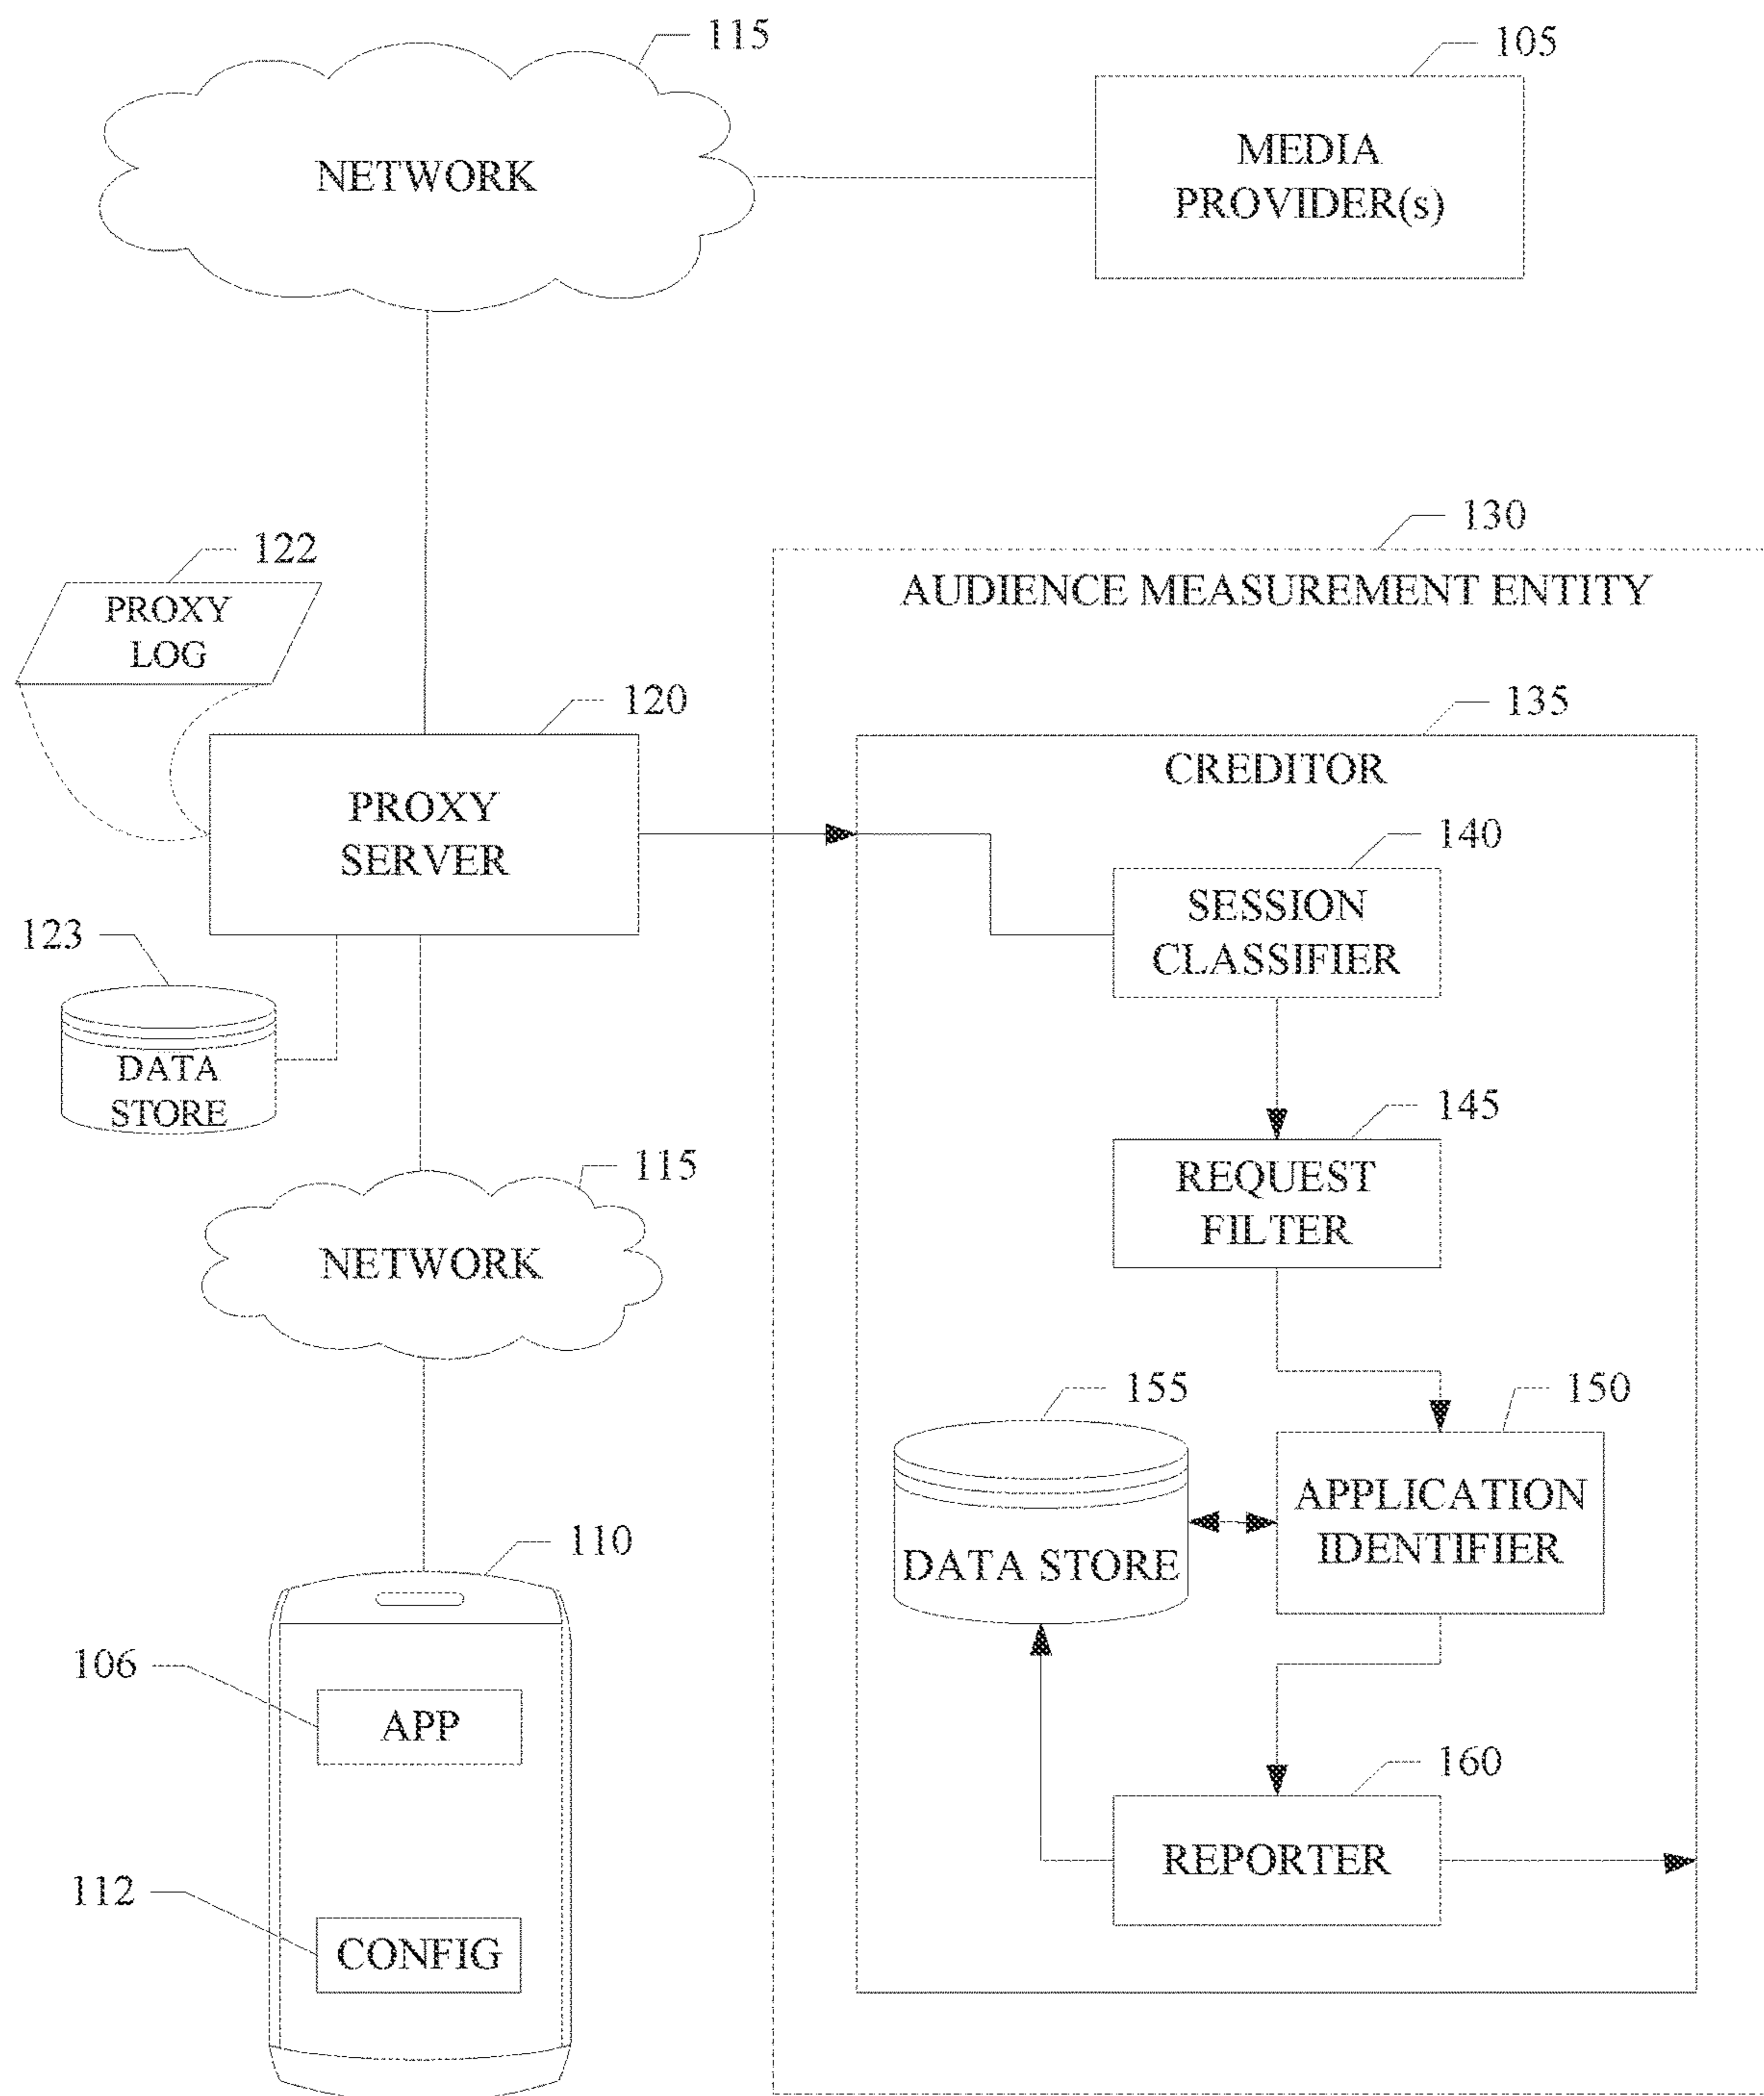 115
105
NETWORK
MEDIA
PROVIDER(s)
130
122
AUDIENCE MEASUREMENT ENTITY
PROXY
LOG
120
135
CREDITOR
PROXY
SERVER
140
SESSION
CLASSIFIER
123
DATA
STORE
145
115
REQUEST
FILTER
NETWORK
155
150
APPLICATION
IDENTIFIER
DATA STORE
110
106
APP
160
REPORTER
112
CONFIG